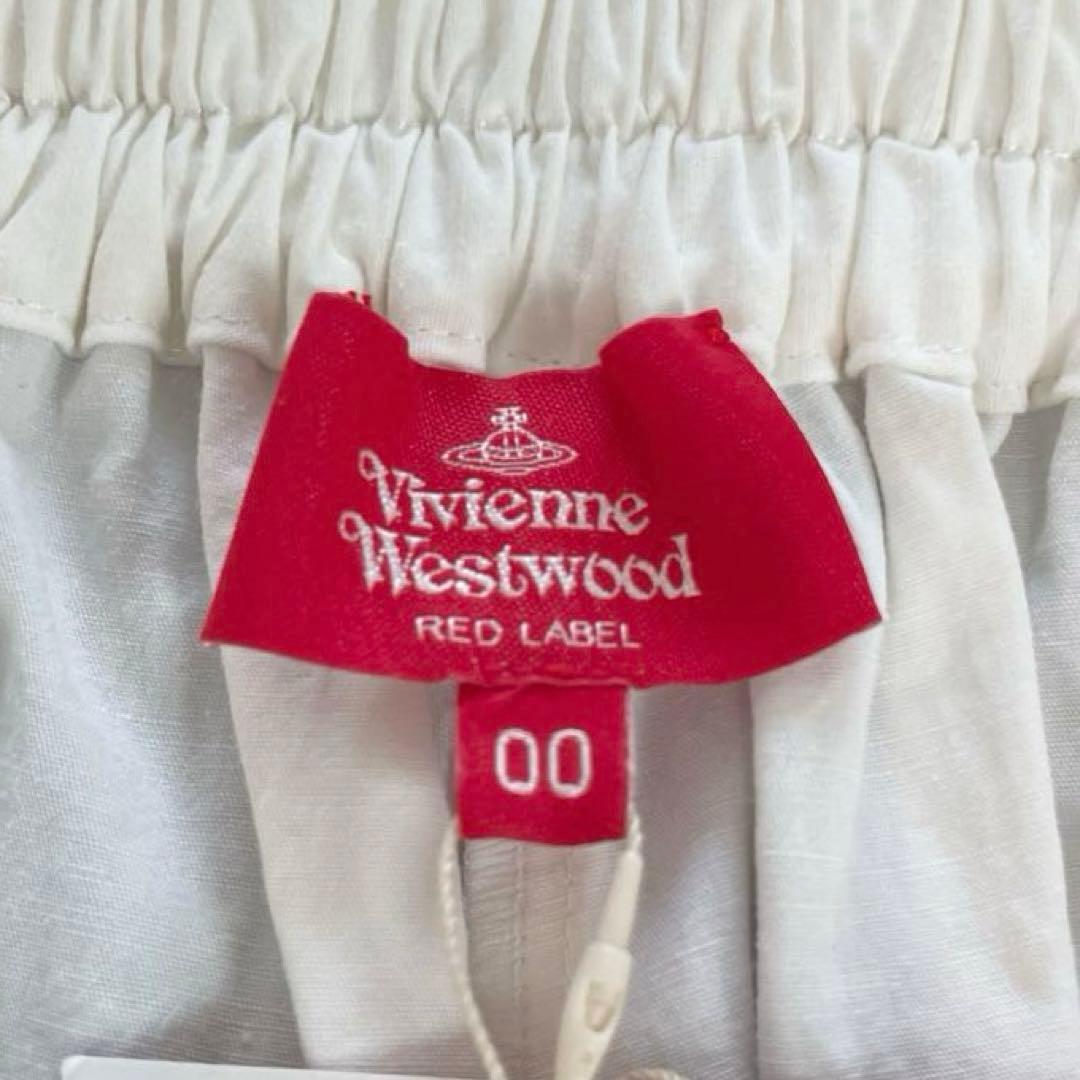 Vivienne
Westwood
RED LABEL
00